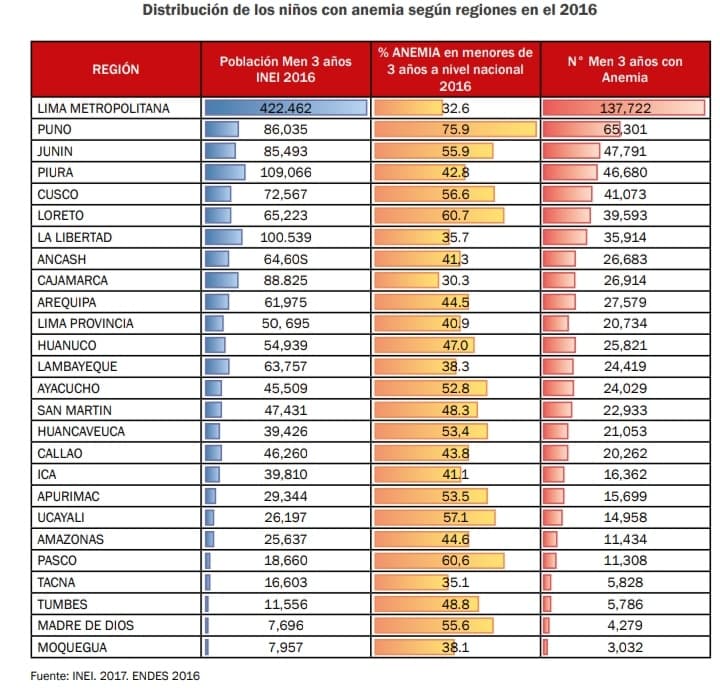 Distribución de los niños con anemia según regiones en el 2016
REGIÓN | Población Men 3 años INEI 2016 | % ANEMIA en menores de 3 años a nivel nacional 2016 | N° Men 3 años con Anemia
LIMA METROPOLITANA 422.462 32.6 137,722
PUNO 86,035 75.9 65,301
JUNIN 85,493 55.9 47,791
PIURA 109,066 42.8 46,680
CUSCO 72,567 56.6 41,073
LORETO 65,223 60.7 39,593
LA LIBERTAD 100.539 35.7 35,914
ANCASH 64,60S 41,3 26,683
CAJAMARCA 88.825 30.3 26,914
AREQUIPA 61,975 44.5 27,579
LIMA PROVINCIA 50, 695 40.9 20,734
HUANUCO 54,939 47.0 25,821
LAMBAYEQUE 63,757 38.3 24,419
AYACUCHO 45,509 52.8 24,029
SAN MARTIN 47,431 48.3 22,933
HUANCAVEUCA 39,426 53,4 21,053
CALLAO 46,260 43.8 20,262
ICA 39,810 41.1 16,362
APURIMAC 29,344 53.5 15,699
UCAYALI 26,197 57.1 14,958
AMAZONAS 25,637 44.6 11,434
PASCO 18,660 60,6 11,308
TACNA 16,603 35.1 5,828
TUMBES 11,556 48.8 5,786
MADRE DE DIOS 7,696 55.6 4,279
MOQUEGUA 7,957 38.1 3,032
Fuente: INEI. 2017. ENDES 2016